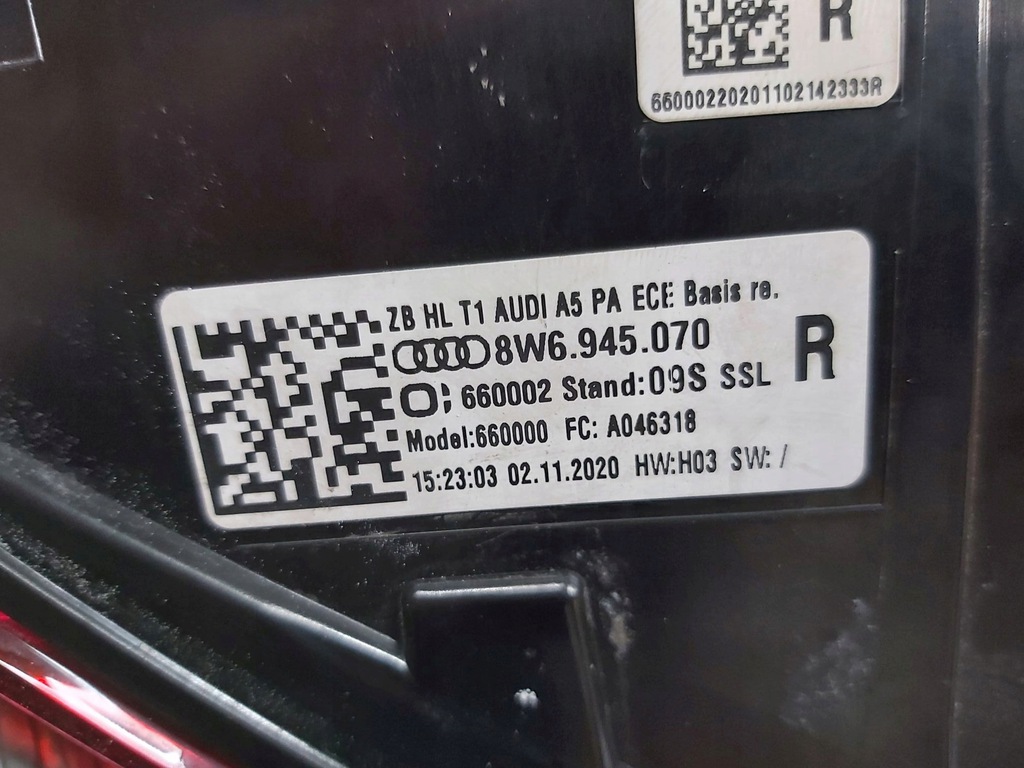 R
66000220201102142333R
ZB HL T1 AUDI A5 PA ECE Basis re.
8W6.945.070
R
660002 Stand:09S SSL
Model:660000 FC: A046318
15:23:03 02.11.2020 HW:H03 SW: /